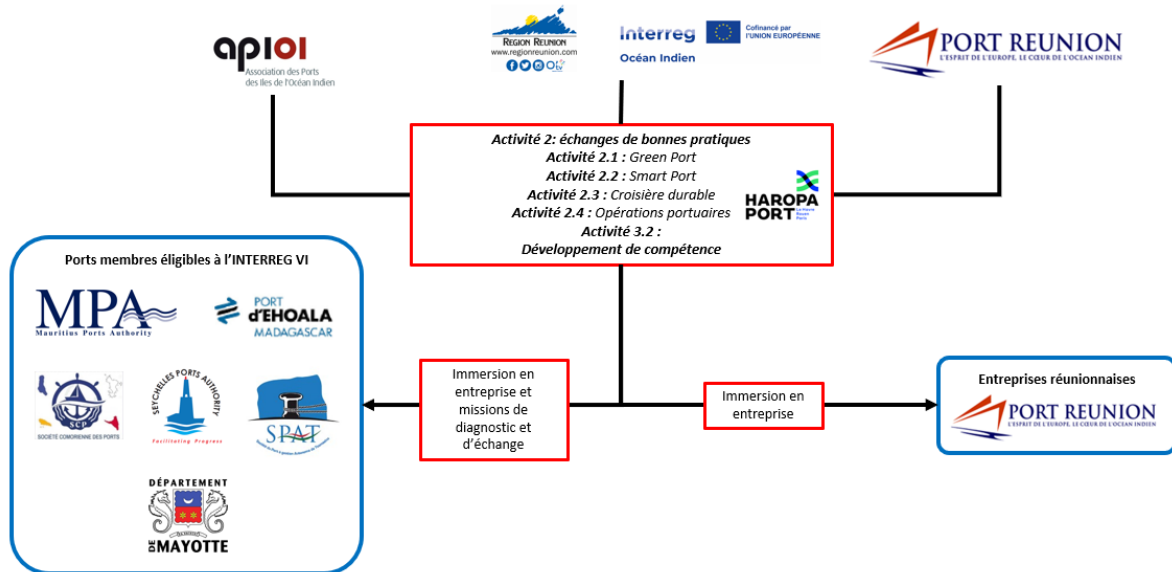 apioi
Association des Ports
des Iles de l'Océan Indien
REGION REUNION
www.regionreunion.com
Interreg
Océan Indien
Cofinancé par
l'UNION EUROPÉENNE
PORT REUNION
L'ESPRIT DE L'EUROPE, LE CŒUR DE L'OCEAN INDIEN
Activité 2: échanges de bonnes pratiques
Activité 2.1 : Green Port
Activité 2.2 : Smart Port
Activité 2.3 : Croisière durable
Activité 2.4 : Opérations portuaires
Activité 3.2 :
Développement de compétence
HAROPA
PORT
Le Havre
Rouen
Paris
Ports membres éligibles à l'INTERREG VI
MPA
Mauritius Ports Authority
PORT
d'EHOALA
MADAGASCAR
SCP
SOCIÉTÉ COMORIENNE DES PORTS
SEYCHELLES PORTS AUTHORITY
Facilitating Progress
SPAT
DÉPARTEMENT
DE MAYOTTE
Immersion en
entreprise et
missions de
diagnostic et
d'échange
Immersion en
entreprise
Entreprises réunionnaises
PORT REUNION
L'ESPRIT DE L'EUROPE, LE CŒUR DE L'OCEAN INDIEN